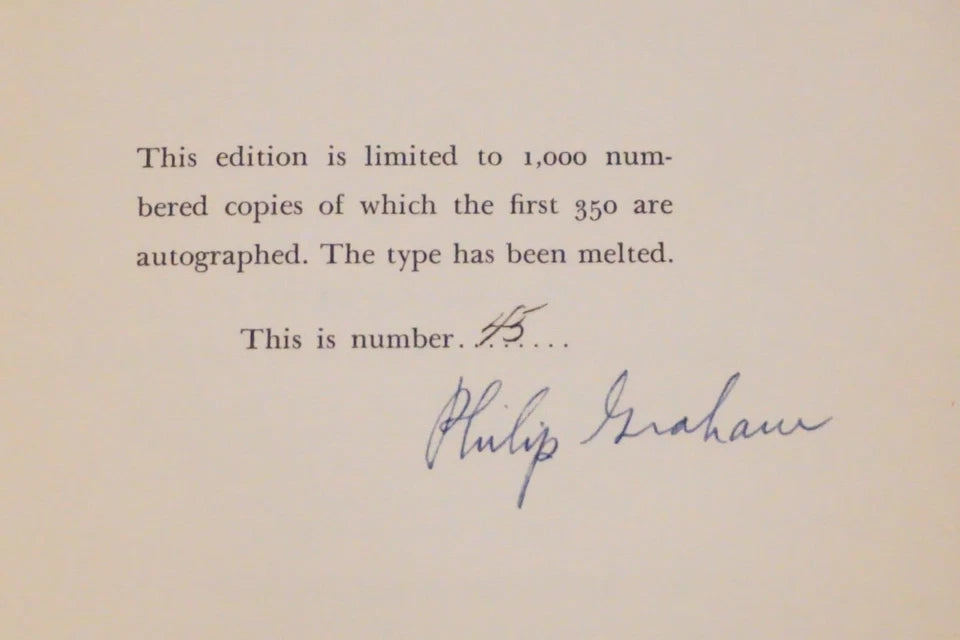 This edition is limited to 1,000 num-
bered copies of which the first 350 are
autographed. The type has been melted.
This is number. 45 ....
Philip Graham